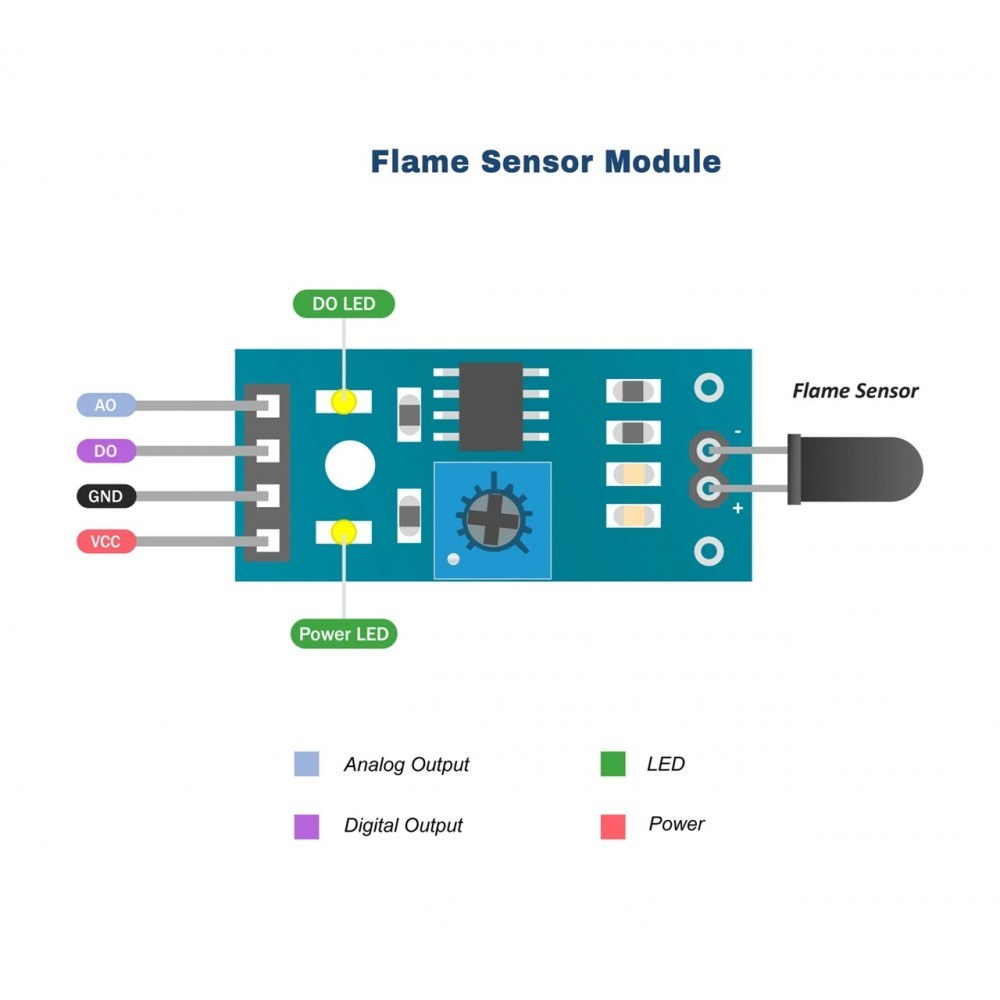 Flame Sensor Module
DO LED
Flame Sensor
AO
DO
GND
VCC
-
+
Power LED
Analog Output
LED
Digital Output
Power